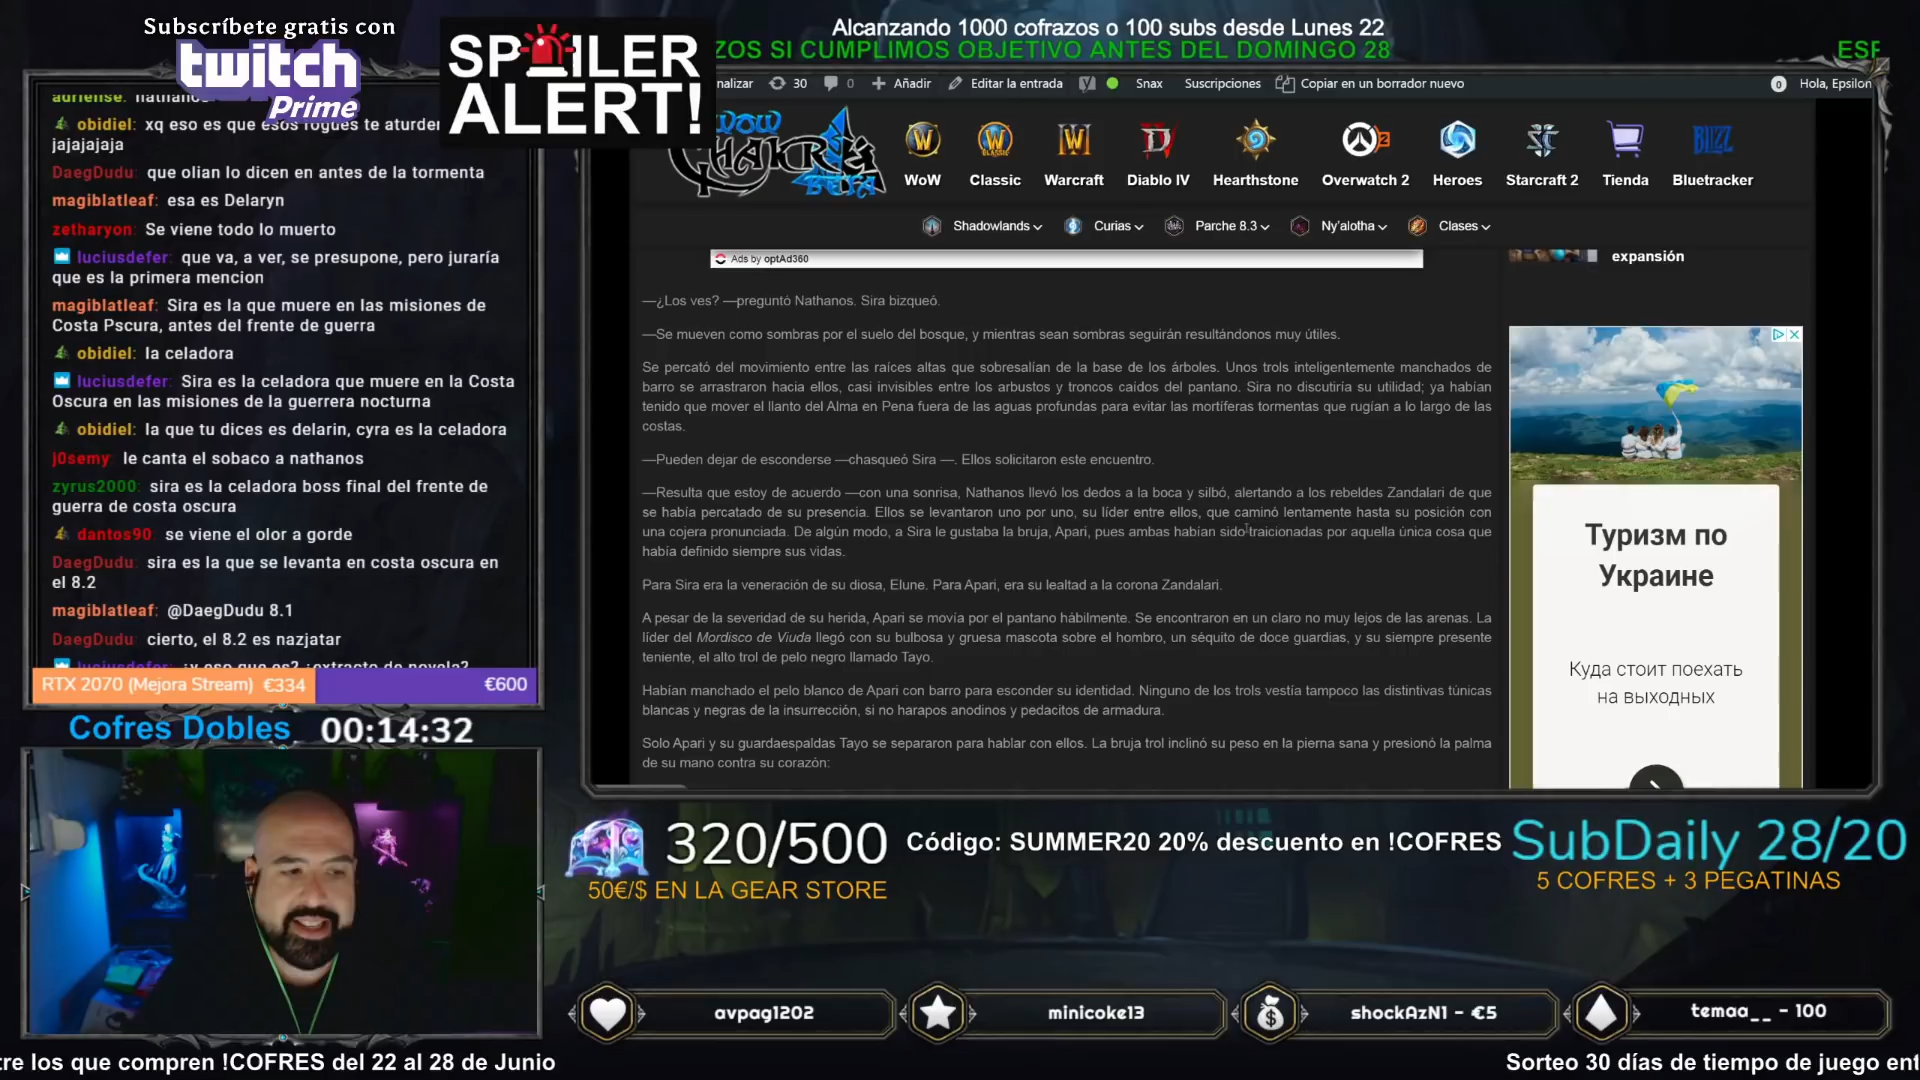 Subscríbete gratis con
twitch
Prime
SPOILER
ALERT!
Alcanzando 1000 cofrazos o 100 subs desde Lunes 22
ZOS SI CUMPLIMOS OBJETIVO ANTES DEL DOMINGO 28
adriense: nathanos
obidiel: xq eso es que esos rogues te aturden
jajajajaja
DaegDudu: que olian lo dicen en antes de la tormenta
magiblatleaf: esa es Delaryn
zetharyon: Se viene todo lo muerto
luciusdefer: que va, a ver, se presupone, pero juraría
que es la primera mencion
magiblatleaf: Sira es la que muere en las misiones de
Costa Pscura, antes del frente de guerra
obidiel: la celadora
luciusdefer: Sira es la celadora que muere en la Costa
Oscura en las misiones de la guerrera nocturna
obidiel: la que tu dices es delarin, cyra es la celadora
j0semy: le canta el sobaco a nathanos
zyrus2000: sira es la celadora boss final del frente de
guerra de costa oscura
dantos90: se viene el olor a gorde
DaegDudu: sira es la que se levanta en costa oscura en
el 8.2
magiblatleaf: @DaegDudu 8.1
DaegDudu: cierto, el 8.2 es nazjatar
luciusdefer: ¿y eso que es? ¿extracto de novela?
RTX 2070 (Mejora Stream) €334 €600
Cofres Dobles 00:14:32
nalizar 30 0 Añadir Editar la entrada Snax Suscripciones Copiar en un borrador nuevo 0 Hola, Epsilon
WOW
CHAKRA
BETA
WoW Classic Warcraft Diablo IV Hearthstone Overwatch 2 Heroes Starcraft 2 Tienda Bluetracker
Shadowlands Curias Parche 8.3 Ny'alotha Clases
Ads by optAd360
expansión
—¿Los ves? —preguntó Nathanos. Sira bizqueó.
—Se mueven como sombras por el suelo del bosque, y mientras sean sombras seguirán resultándonos muy útiles.
Se percató del movimiento entre las raíces altas que sobresalían de la base de los árboles. Unos trols inteligentemente manchados de
barro se arrastraron hacia ellos, casi invisibles entre los arbustos y troncos caídos del pantano. Sira no discutiría su utilidad; ya habían
tenido que mover el llanto del Alma en Pena fuera de las aguas profundas para evitar las mortíferas tormentas que rugían a lo largo de las
costas.
—Pueden dejar de esconderse —chasqueó Sira —. Ellos solicitaron este encuentro.
—Resulta que estoy de acuerdo —con una sonrisa, Nathanos llevó los dedos a la boca y silbó, alertando a los rebeldes Zandalari de que
se había percatado de su presencia. Ellos se levantaron uno por uno, su líder entre ellos, que caminó lentamente hasta su posición con
una cojera pronunciada. De algún modo, a Sira le gustaba la bruja, Apari, pues ambas habían sido traicionadas por aquella única cosa que
había definido siempre sus vidas.
Para Sira era la veneración de su diosa, Elune. Para Apari, era su lealtad a la corona Zandalari.
A pesar de la severidad de su herida, Apari se movía por el pantano hábilmente. Se encontraron en un claro no muy lejos de las arenas. La
líder del Mordisco de Viuda llegó con su bulbosa y gruesa mascota sobre el hombro, un séquito de doce guardias, y su siempre presente
teniente, el alto trol de pelo negro llamado Tayo.
Habían manchado el pelo blanco de Apari con barro para esconder su identidad. Ninguno de los trols vestía tampoco las distintivas túnicas
blancas y negras de la insurrección, si no harapos anodinos y pedacitos de armadura.
Solo Apari y su guardaespaldas Tayo se separaron para hablar con ellos. La bruja trol inclinó su peso en la pierna sana y presionó la palma
de su mano contra su corazón:
Туризм по
Украине
Куда стоит поехать
на выходных
320/500
50€/$ EN LA GEAR STORE
Código: SUMMER20 20% descuento en !COFRES
SubDaily 28/20
5 COFRES + 3 PEGATINAS
avpag1202 minicoke13 shockAzN1 - €5 temaa__ - 100
tre los que compren !COFRES del 22 al 28 de Junio
Sorteo 30 días de tiempo de juego ent